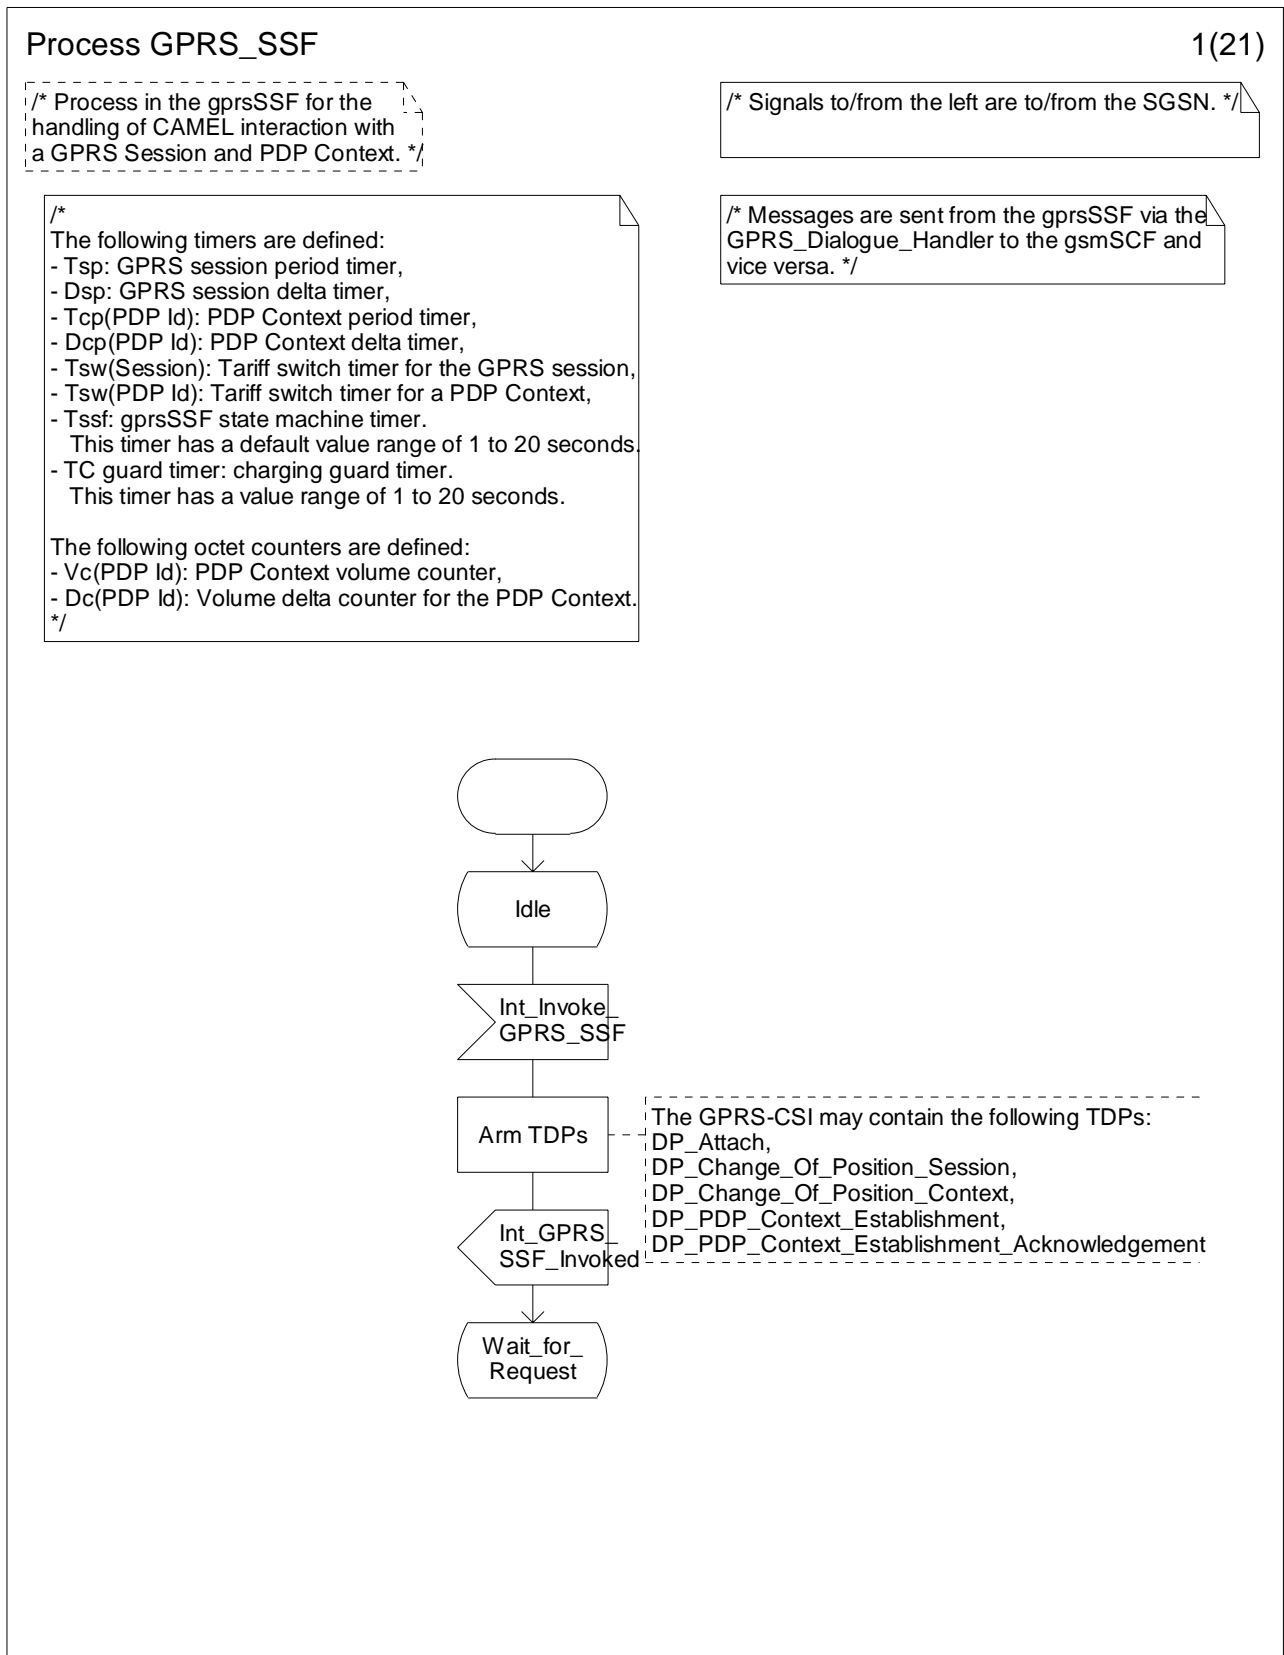 Process GPRS_SSF
1(21)
/* Process in the gprsSSF for the
handling of CAMEL interaction with
a GPRS Session and PDP Context. */
/* Signals to/from the left are to/from the SGSN. */
/*
The following timers are defined:
- Tsp: GPRS session period timer,
- Dsp: GPRS session delta timer,
- Tcp(PDP Id): PDP Context period timer,
- Dcp(PDP Id): PDP Context delta timer,
- Tsw(Session): Tariff switch timer for the GPRS session,
- Tsw(PDP Id): Tariff switch timer for a PDP Context,
- Tssf: gprsSSF state machine timer.
This timer has a default value range of 1 to 20 seconds.
- TC guard timer: charging guard timer.
This timer has a value range of 1 to 20 seconds.
The following octet counters are defined:
- Vc(PDP Id): PDP Context volume counter,
- Dc(PDP Id): Volume delta counter for the PDP Context.
*/
/* Messages are sent from the gprsSSF via the
GPRS_Dialogue_Handler to the gsmSCF and
vice versa. */
Idle
Int_Invoke_
GPRS_SSF
Arm TDPs
The GPRS-CSI may contain the following TDPs:
DP_Attach,
DP_Change_Of_Position_Session,
DP_Change_Of_Position_Context,
DP_PDP_Context_Establishment,
DP_PDP_Context_Establishment_Acknowledgement
Int_GPRS_
SSF_Invoked
Wait_for_
Request